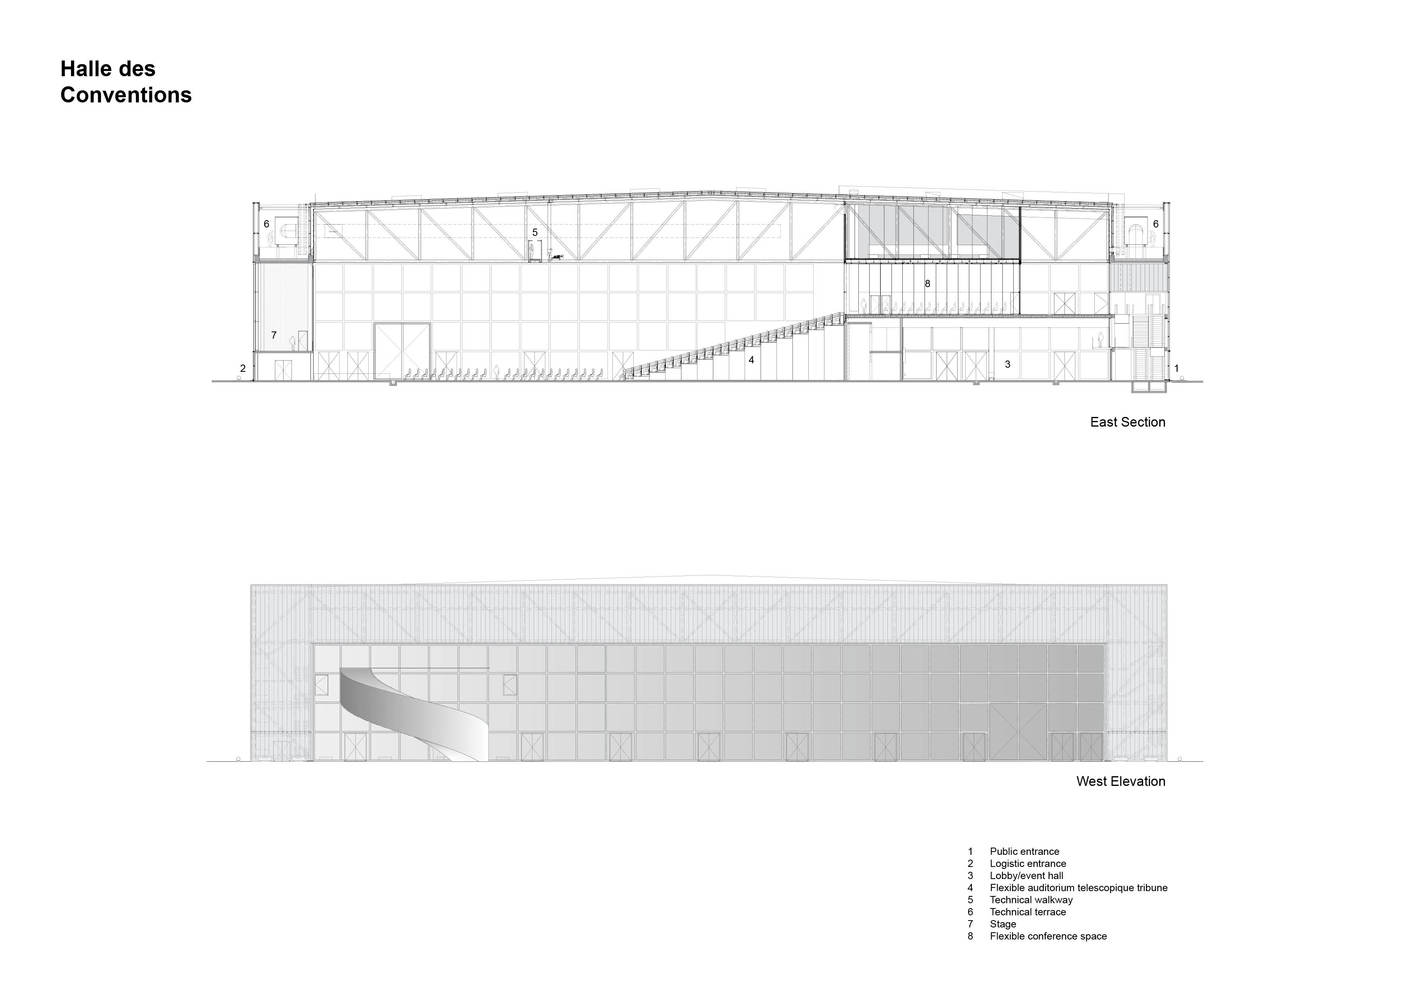 Halle des
Conventions
6
5
6
8
7
4
3
2
1
East Section
West Elevation
1 Public entrance
2 Logistic entrance
3 Lobby/event hall
4 Flexible auditorium telescopique tribune
5 Technical walkway
6 Technical terrace
7 Stage
8 Flexible conference space